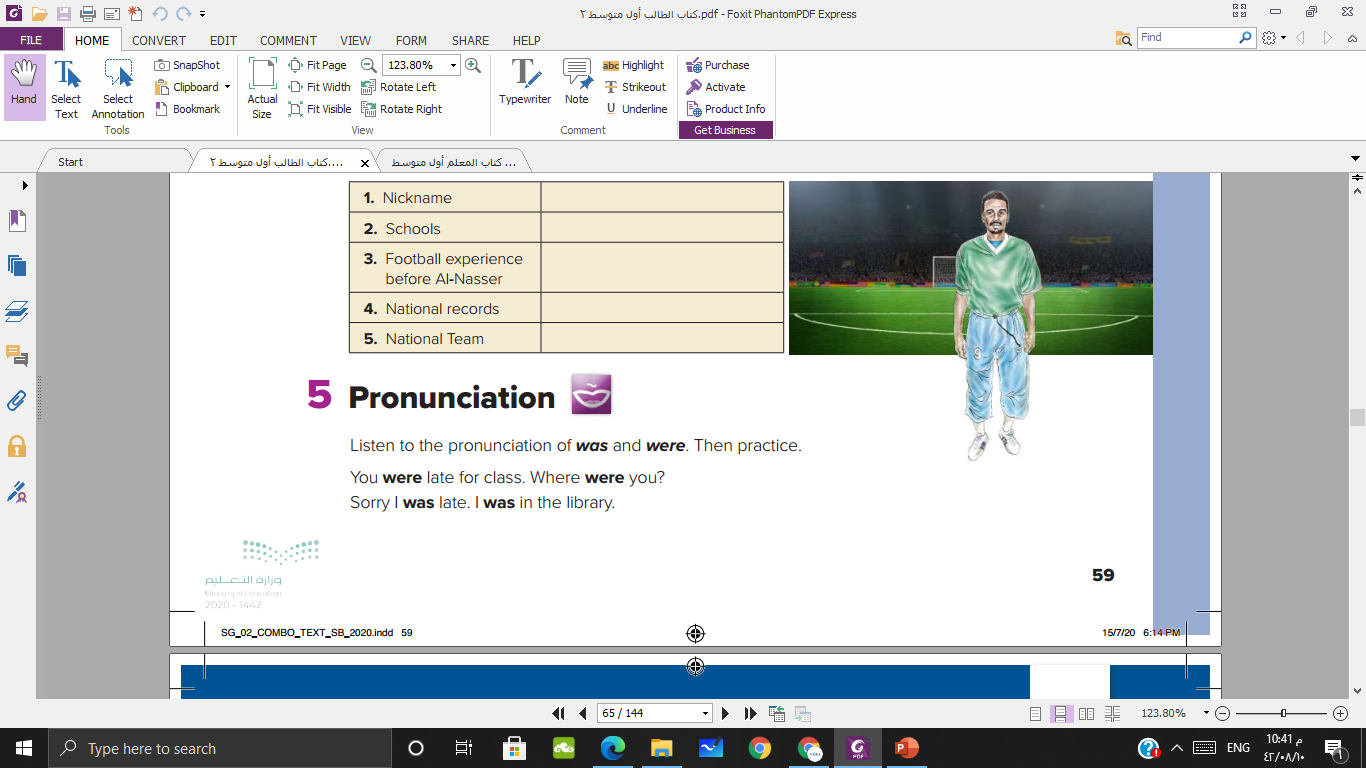 كتاب الطالب أول متوسط ٢.pdf - Foxit PhantomPDF Express
FILE HOME CONVERT EDIT COMMENT VIEW FORM SHARE HELP
Find
Hand
Select Text
Select Annotation
SnapShot
Clipboard
Bookmark
Tools
Actual Size
Fit Page
Fit Width
Fit Visible
123.80%
Rotate Left
Rotate Right
View
Typewriter
Note
Highlight
Strikeout
Underline
Comment
Purchase
Activate
Product Info
Get Business
Start
كتاب الطالب أول متوسط ٢....
كتاب المعلم أول متوسط ...
1. Nickname
2. Schools
3. Football experience
before Al-Nasser
4. National records
5. National Team
9
5 Pronunciation
Listen to the pronunciation of was and were. Then practice.
You were late for class. Where were you?
Sorry I was late. I was in the library.
وزارة التعليم
Ministry of Education
2020 - 1442
59
SG_02_COMBO_TEXT_SB_2020.indd 59
15/7/20 6:14 PM
65 / 144
123.80%
Type here to search
ENG
10:41 م
٤٢/٠٨/١٠